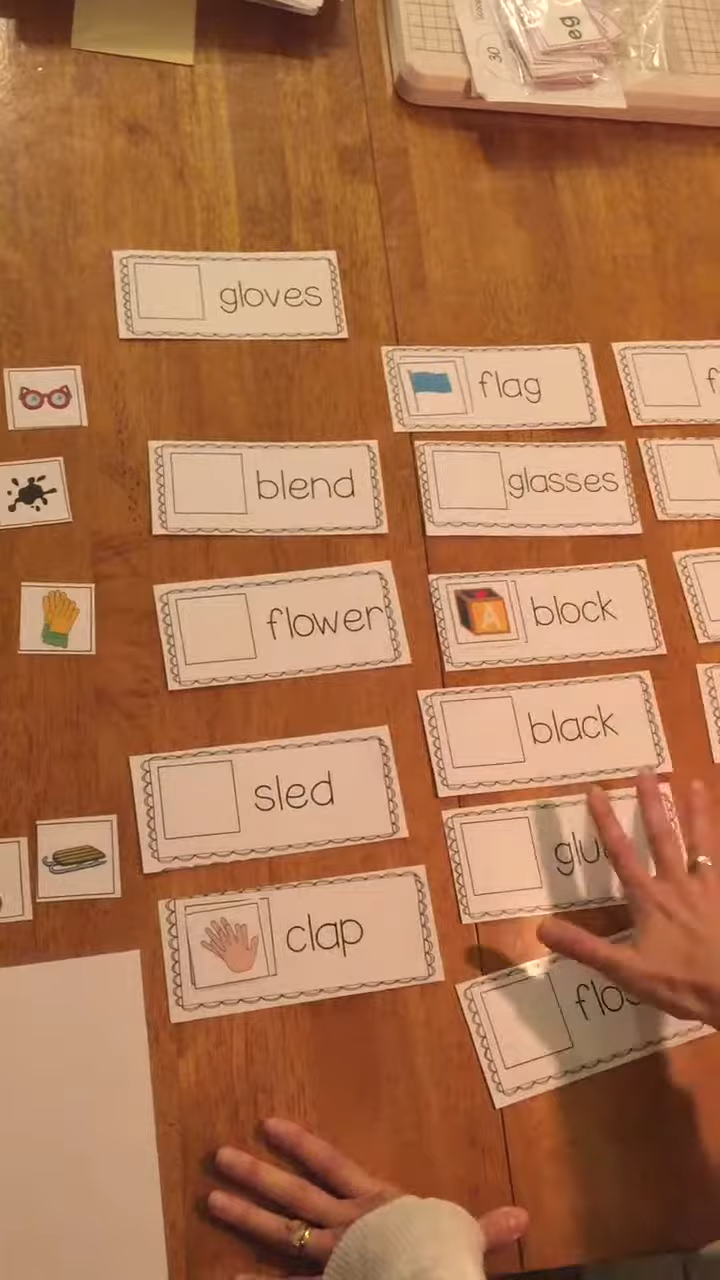 30
eg
gloves
flag
blend
glasses
flower
A
block
sled
black
clap